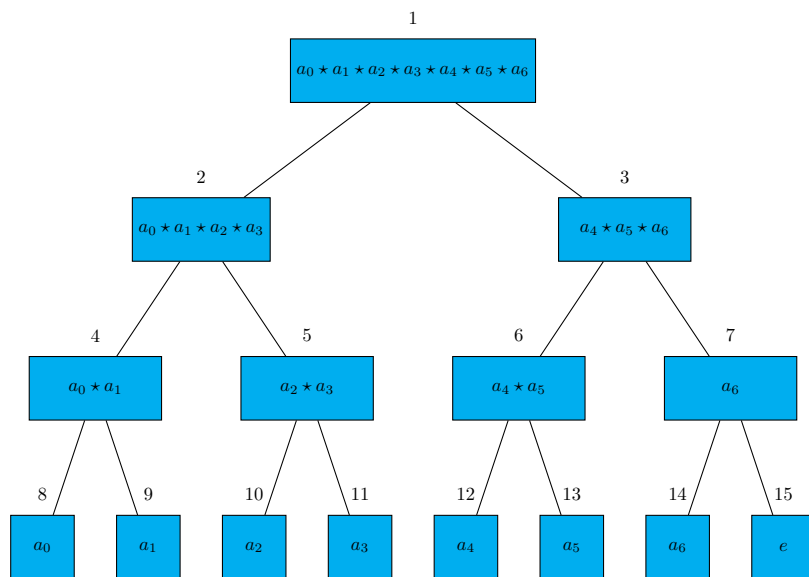 1
a₀ ⋆ a₁ ⋆ a₂ ⋆ a₃ ⋆ a₄ ⋆ a₅ ⋆ a₆
2 3
a₀ ⋆ a₁ ⋆ a₂ ⋆ a₃ a₄ ⋆ a₅ ⋆ a₆
4 5 6 7
a₀ ⋆ a₁ a₂ ⋆ a₃ a₄ ⋆ a₅ a₆
8 9 10 11 12 13 14 15
a₀ a₁ a₂ a₃ a₄ a₅ a₆ e